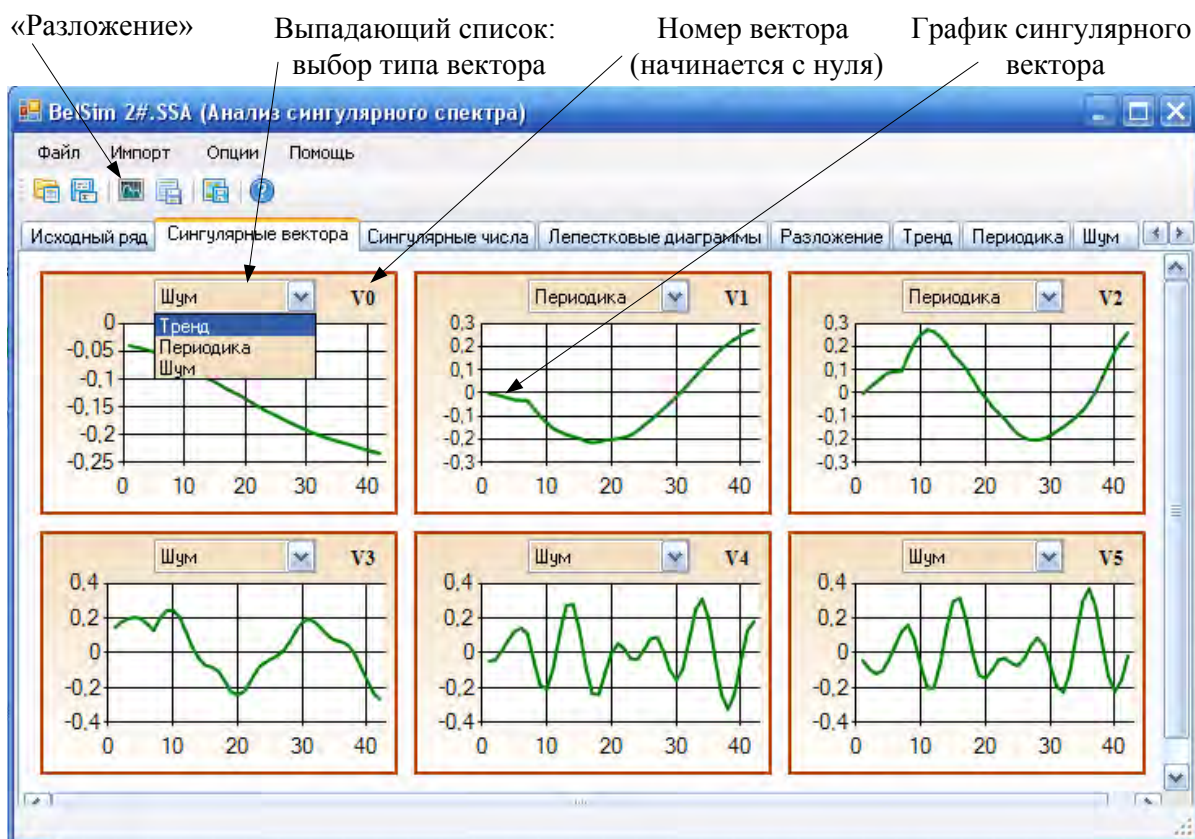 «Разложение»
Выпадающий список:
выбор типа вектора
Номер вектора
(начинается с нуля)
График сингулярного
вектора
BelSim 2#.SSA (Анализ сингулярного спектра)
Файл Импорт Опции Помощь
Исходный ряд Сингулярные вектора Сингулярные числа Лепестковые диаграммы Разложение Тренд Периодика Шум
Шум V0
Тренд
Периодика
Шум
0
-0,05
-0,1
-0,15
-0,2
-0,25
0 10 20 30 40
Периодика V1
0,3
0,2
0,1
0
-0,1
-0,2
-0,3
0 10 20 30 40
Периодика V2
0,3
0,2
0,1
0
-0,1
-0,2
-0,3
0 10 20 30 40
Шум V3
0,4
0,2
0
-0,2
-0,4
0 10 20 30 40
Шум V4
0,4
0,2
0
-0,2
-0,4
0 10 20 30 40
Шум V5
0,4
0,2
0
-0,2
-0,4
0 10 20 30 40